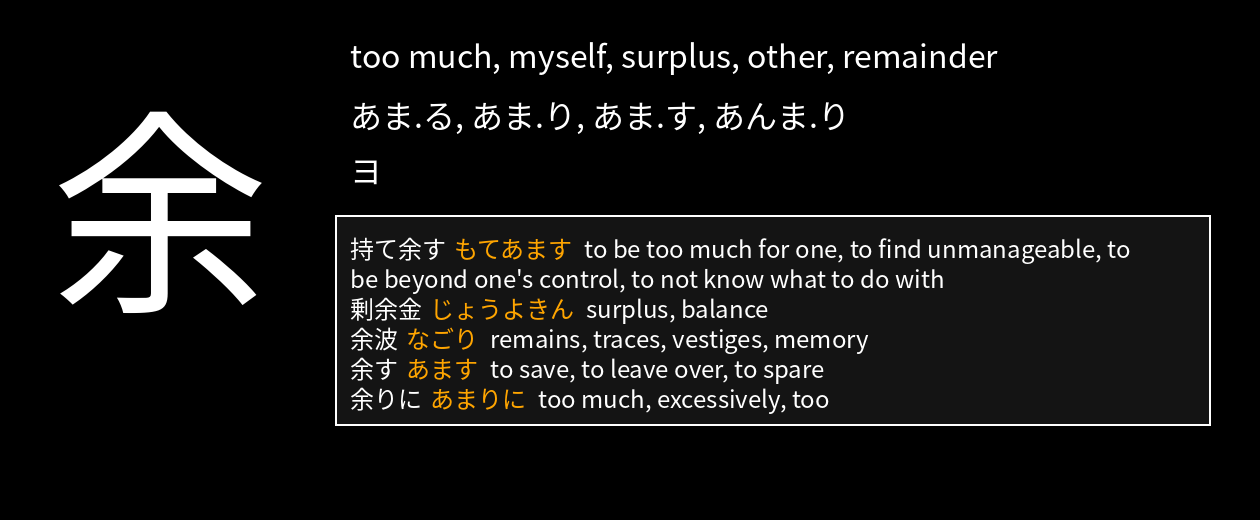 余
too much, myself, surplus, other, remainder
あま.る, あま.り, あま.す, あんま.り
ヨ
持て余す もてあます to be too much for one, to find unmanageable, to
be beyond one's control, to not know what to do with
剰余金 じょうよきん surplus, balance
余波 なごり remains, traces, vestiges, memory
余す あます to save, to leave over, to spare
余りに あまりに too much, excessively, too